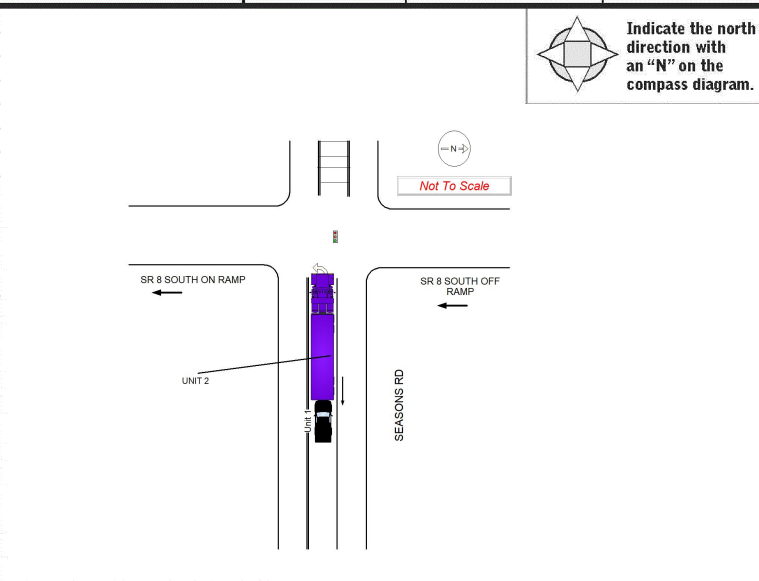 Indicate the north
direction with
an “N” on the
compass diagram.
N
Not To Scale
SR 8 SOUTH ON RAMP
SR 8 SOUTH OFF
RAMP
UNIT 2
Unit 1
SEASONS RD